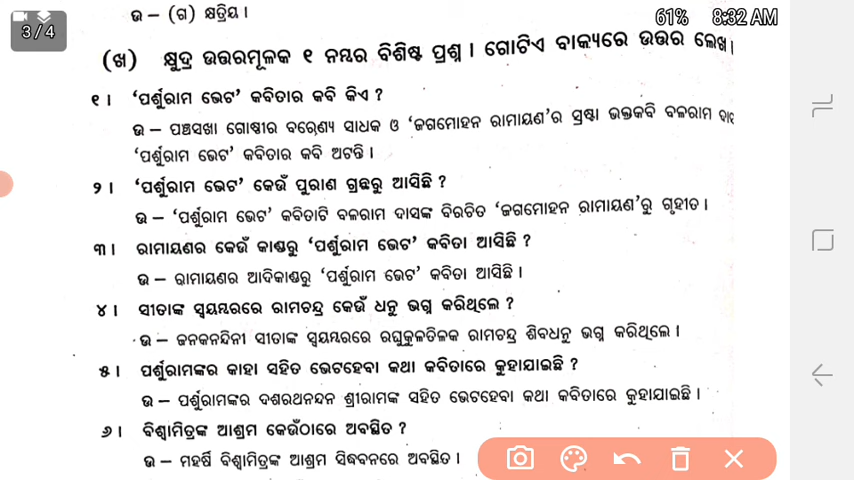 ଉ – (ଗ) କ୍ଷତ୍ରିୟ ।
3 / 4
61% 8:32 AM
(ଖ) କ୍ଷୁଦ୍ର ଉତ୍ତରମୂଳକ ୧ ନମ୍ବର ବିଶିଷ୍ଟ ପ୍ରଶ୍ନ । ଗୋଟିଏ ବାକ୍ୟରେ ଉତ୍ତର ଲେଖ ।
୧ । 'ପର୍ଶୁରାମ ଭେଟ' କବିତାର କବି କିଏ ?
ଉ – ପଞ୍ଚସଖା ଗୋଷ୍ଠୀର ବରେଣ୍ୟ ସାଧକ ଓ 'ଜଗମୋହନ ରାମାୟଣ'ର ସ୍ରଷ୍ଟା ଭକ୍ତକବି ବଳରାମ ଦାସ
'ପର୍ଶୁରାମ ଭେଟ' କବିତାର କବି ଅଟନ୍ତି ।
୨ । 'ପର୍ଶୁରାମ ଭେଟ' କେଉଁ ପୁରାଣ ଗ୍ରନ୍ଥରୁ ଆସିଛି ?
ଉ – 'ପର୍ଶୁରାମ ଭେଟ' କବିତାଟି ବଳରାମ ଦାସଙ୍କ ବିରଚିତ 'ଜଗମୋହନ ରାମାୟଣ'ରୁ ଗୃହୀତ ।
୩ । ରାମାୟଣର କେଉଁ କାଣ୍ଡରୁ 'ପର୍ଶୁରାମ ଭେଟ' କବିତା ଆସିଛି ?
ଉ – ରାମାୟଣର ଆଦିକାଣ୍ଡରୁ 'ପର୍ଶୁରାମ ଭେଟ' କବିତା ଆସିଛି ।
୪ । ସୀତାଙ୍କ ସ୍ୱୟମ୍ବରରେ ରାମଚନ୍ଦ୍ର କେଉଁ ଧନୁ ଭଗ୍ନ କରିଥିଲେ ?
ଉ – ଜନକନନ୍ଦିନୀ ସୀତାଙ୍କ ସ୍ୱୟମ୍ବରରେ ରଘୁକୁଳତିଳକ ରାମଚନ୍ଦ୍ର ଶିବଧନୁ ଭଗ୍ନ କରିଥିଲେ ।
୫ । ପର୍ଶୁରାମଙ୍କର କାହା ସହିତ ଭେଟହେବା କଥା କବିତାରେ କୁହାଯାଇଛି ?
ଉ – ପର୍ଶୁରାମଙ୍କର ଦଶରଥନନ୍ଦନ ଶ୍ରୀରାମଙ୍କ ସହିତ ଭେଟହେବା କଥା କବିତାରେ କୁହାଯାଇଛି ।
୬ । ବିଶ୍ୱାମିତ୍ରଙ୍କ ଆଶ୍ରମ କେଉଁଠାରେ ଅବସ୍ଥିତ ?
ଉ – ମହର୍ଷି ବିଶ୍ୱାମିତ୍ରଙ୍କ ଆଶ୍ରମ ସିଦ୍ଧବନରେ ଅବସ୍ଥିତ ।